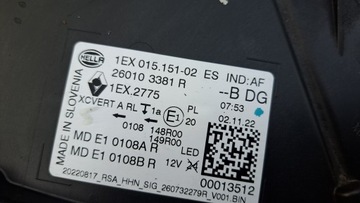 HELLA
1EX 015.151-02 ES IND:AF
26010 3381 R --B DG
1EX.2775 07:53
XCVERT A RL 1a E1 PL 02.11.22
0108 148R00 20
149R00
MD E1 0108A R LED
MD E1 0108B R 12V 24 00013512
20220817_RSA_HHN_SIG_260732279R_V001.BIN
MADE IN SLOVENIA